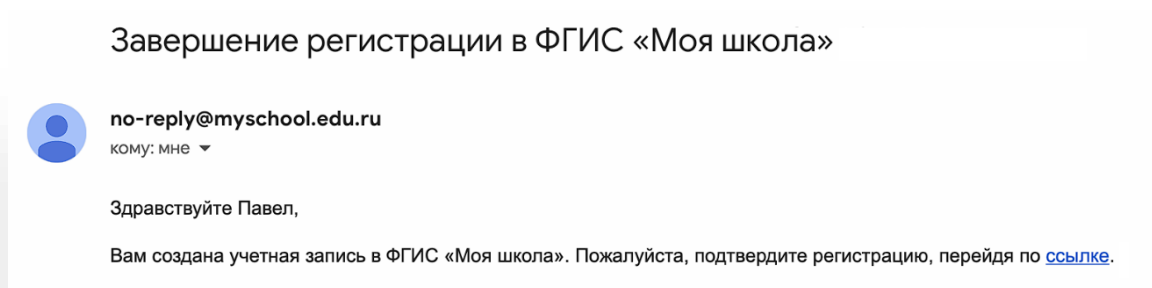 Завершение регистрации в ФГИС «Моя школа»
no-reply@myschool.edu.ru
кому: мне
Здравствуйте Павел,
Вам создана учетная запись в ФГИС «Моя школа». Пожалуйста, подтвердите регистрацию, перейдя по ссылке.